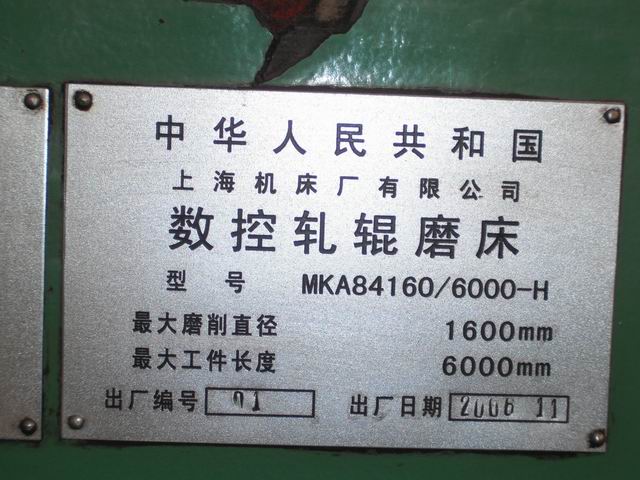 中华人民共和国
上海机床厂有限公司
数控轧辊磨床
型号 MKA84160/6000-H
最大磨削直径 1600mm
最大工件长度 6000mm
出厂编号 01 出厂日期 2006 11